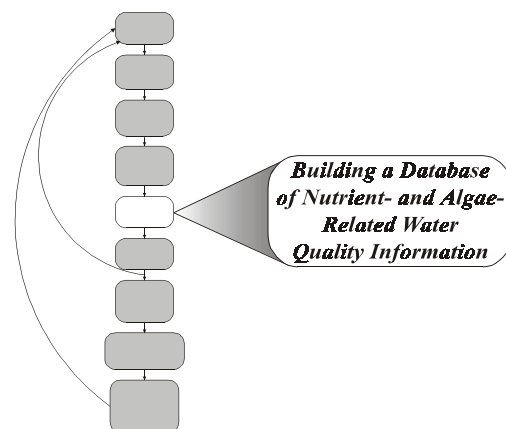 Building a Database
of Nutrient- and Algae-
Related Water
Quality Information